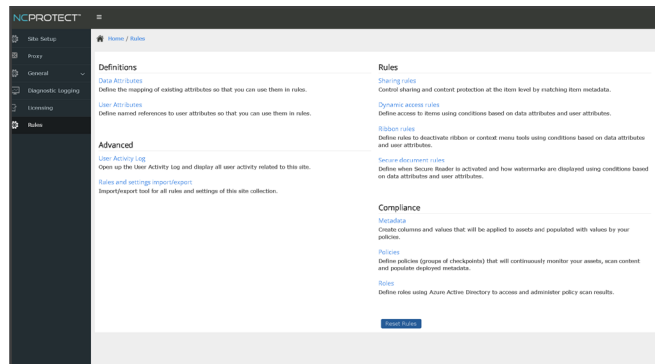 NCPROTECT™
Site Setup
Proxy
General
Diagnostic Logging
Licensing
Rules
Home / Rules
Definitions
Data Attributes
Define the mapping of existing attributes so that you can use them in rules.
User Attributes
Define named references to user attributes so that you can use them in rules.
Advanced
User Activity Log
Open up the User Activity Log and display all user activity related to this site.
Rules and settings import/export
Import/export tool for all rules and settings of this site collection.
Rules
Sharing rules
Control sharing and content protection at the item level by matching item metadata.
Dynamic access rules
Define access to items using conditions based on data attributes and user attributes.
Ribbon rules
Define rules to deactivate ribbon or context menu tools using conditions based on data attributes
and user attributes.
Secure document rules
Define when Secure Reader is activated and how watermarks are displayed using conditions based
on data attributes and user attributes.
Compliance
Metadata
Create columns and values that will be applied to assets and populated with values by your
policies.
Policies
Define policies (groups of checkpoints) that will continuously monitor your assets, scan content
and populate deployed metadata.
Roles
Define roles using Azure Active Directory to access and administer policy scan results.
Reset Rules